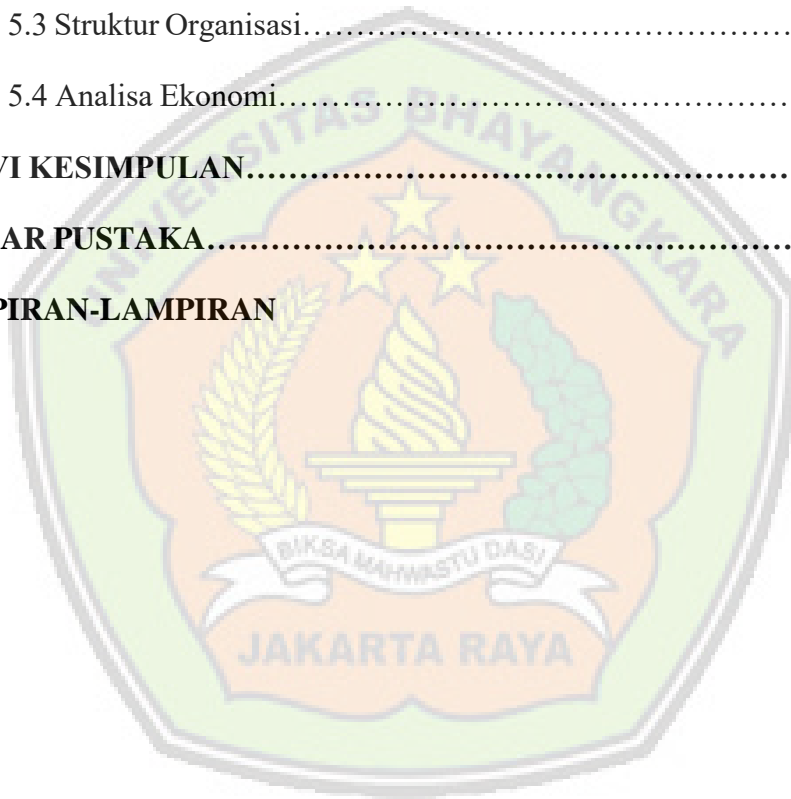 5.3 Struktur Organisasi……………………………………………
5.4 Analisa Ekonomi………………………………………………
VI KESIMPULAN…………………………………………………
AR PUSTAKA………………………………………………………
PIRAN-LAMPIRAN
UNIVERSITAS BHAYANGKARA
BIKSA MAHWASTU DASI
JAKARTA RAYA